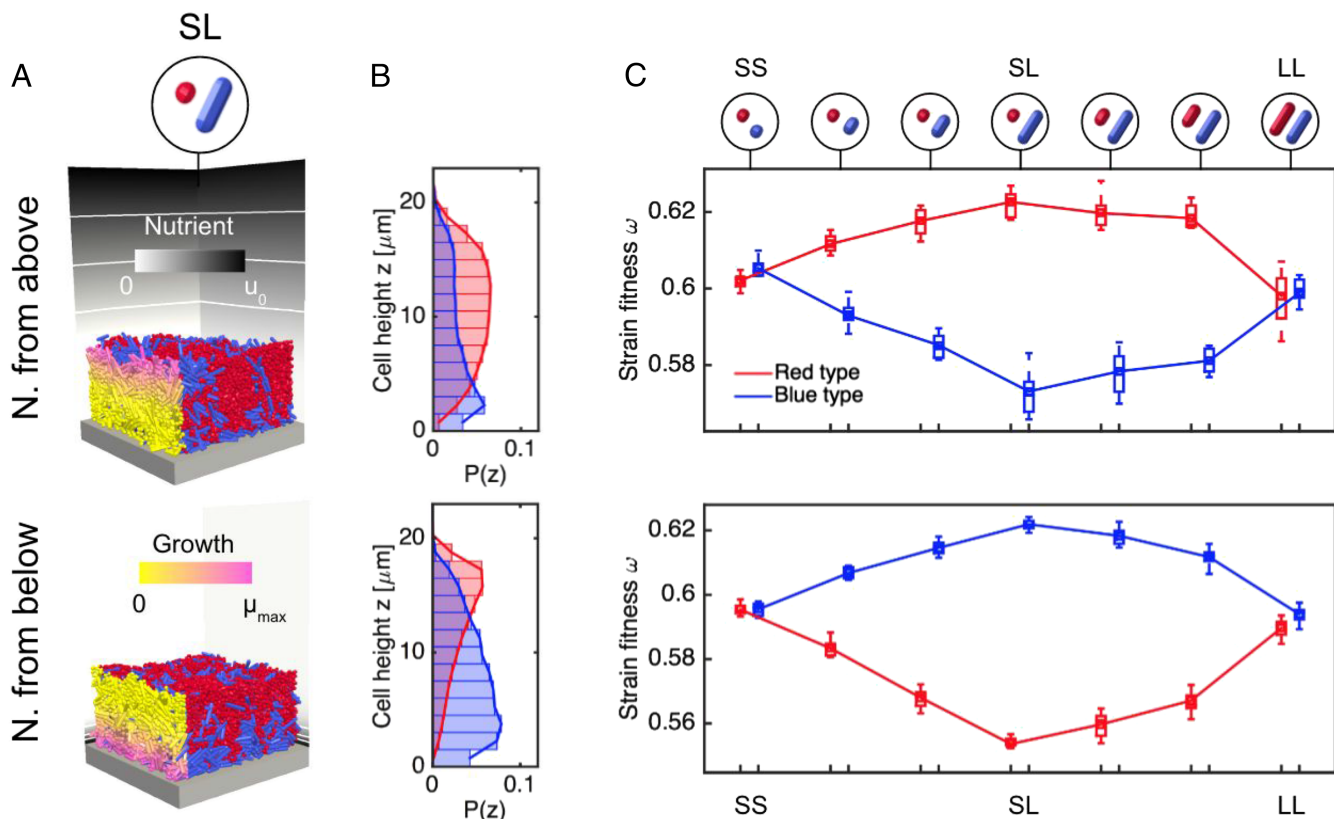 SL
A
B
C
SS
SL
LL
N. from above
Nutrient
0
u0
Cell height z [μm
20
10
0
0
0.1
P(z)
Strain fitness ω
0.62
0.6
0.58
Red type
Blue type
N. from below
Growth
0
μmax
Cell height z [μm
20
10
0
0
0.1
P(z)
Strain fitness ω
0.62
0.6
0.58
0.56
SS
SL
LL